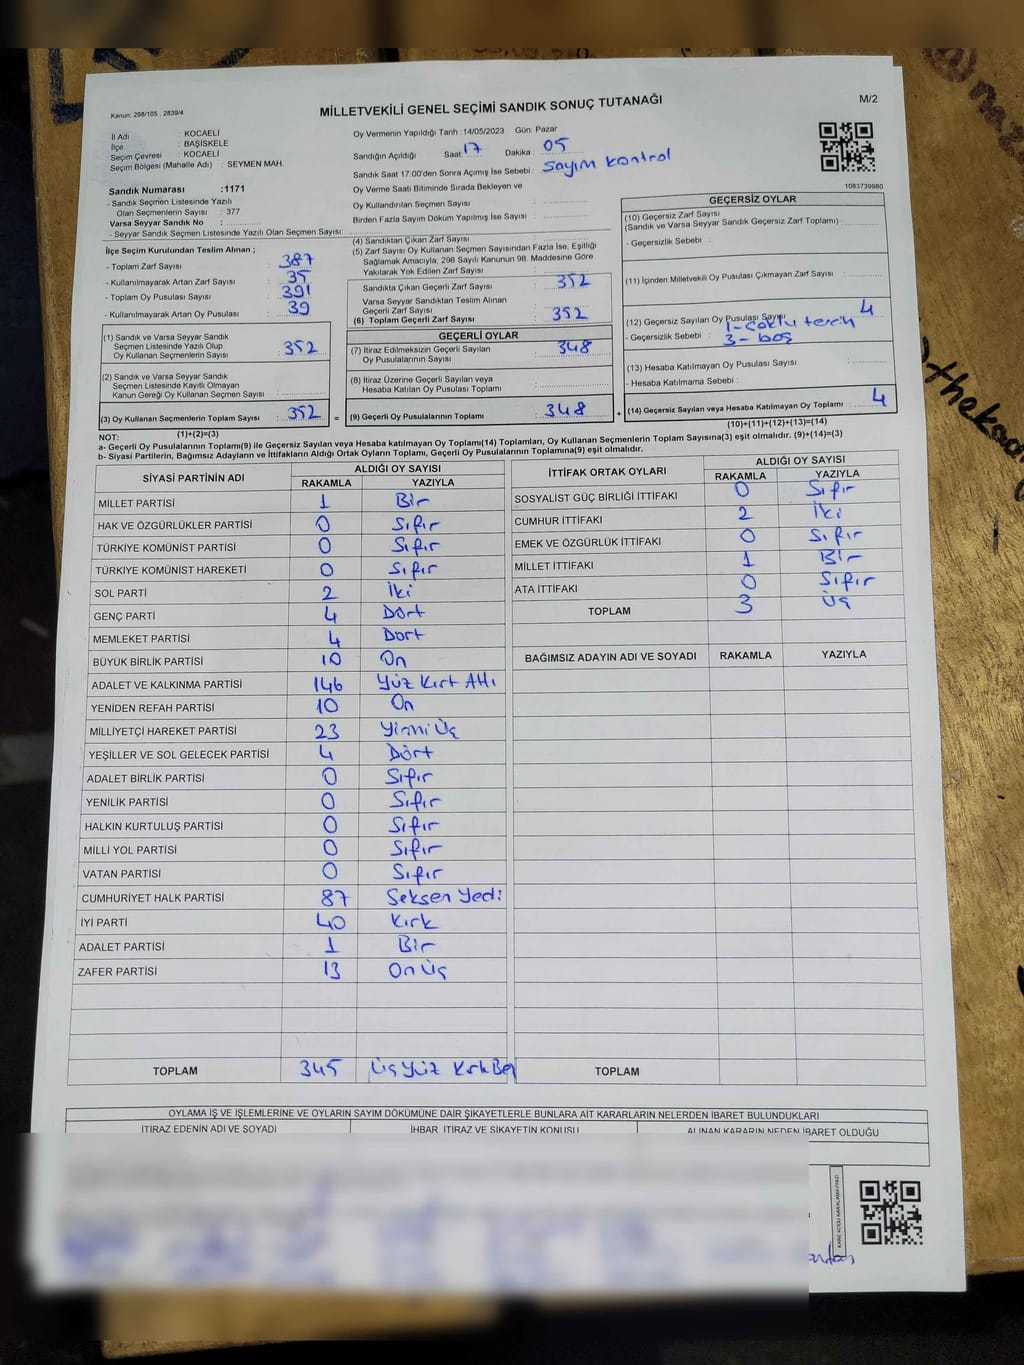 Kanun: 298/105 , 2839/4
MİLLETVEKİLİ GENEL SEÇİMİ SANDIK SONUÇ TUTANAĞI
M/2
İl Adı : KOCAELİ
İlçe : BAŞİSKELE
Seçim Çevresi : KOCAELİ
Seçim Bölgesi (Mahalle Adı) : SEYMEN MAH.
Sandık Numarası :1171
- Sandık Seçmen Listesinde Yazılı
Olan Seçmenlerin Sayısı : 377
Varsa Seyyar Sandık No :
- Seyyar Sandık Seçmen Listesinde Yazılı Olan Seçmen Sayısı:
Oy Vermenin Yapıldığı Tarih :14/05/2023 Gün: Pazar
Sandığın Açıldığı Saat: 17 Dakika : 05
Sandık Saat 17:00'den Sonra Açımış İse Sebebi : Sayım kontrol
Oy Verme Saati Bitiminde Sırada Bekleyen ve
Oy Kullandırılan Seçmen Sayısı :
Birden Fazla Sayım Döküm Yapılmış İse Sayısı :
1083739980
İlçe Seçim Kurulundan Teslim Alınan ;
- Toplam Zarf Sayısı : 387
- Kullanılmayarak Artan Zarf Sayısı : 35
- Toplam Oy Pusulası Sayısı : 391
- Kullanılmayarak Artan Oy Pusulası : 39
(4) Sandıktan Çıkan Zarf Sayısı :
(5) Zarf Sayısı Oy Kullanan Seçmen Sayısından Fazla İse, Eşitliği
Sağlamak Amacıyla, 298 Sayılı Kanunun 98. Maddesine Göre
Yakılarak Yok Edilen Zarf Sayısı :
Sandıkta Çıkan Geçerli Zarf Sayısı : 352
Varsa Seyyar Sandıktan Teslim Alınan
Geçerli Zarf Sayısı :
(6) Toplam Geçerli Zarf Sayısı : 352
GEÇERSİZ OYLAR
(10) Geçersiz Zarf Sayısı
(Sandık ve Varsa Seyyar Sandık Geçersiz Zarf Toplamı) :
- Geçersizlik Sebebi :
(11) İçinden Milletvekili Oy Pusulası Çıkmayan Zarf Sayısı :
(12) Geçersiz Sayılan Oy Pusulası Sayısı : 4
- Geçersizlik Sebebi : 1-çoklu tercih
3-boş
(13) Hesaba Katılmayan Oy Pusulası Sayısı :
- Hesaba Katılmama Sebebi :
(14) Geçersiz Sayılan veya Hesaba Katılmayan Oy Toplamı : 4
(10)+(11)+(12)+(13)=(14)
(1) Sandık ve Varsa Seyyar Sandık
Seçmen Listesinde Yazılı Olup
Oy Kullanan Seçmenlerin Sayısı : 352
(2) Sandık ve Varsa Seyyar Sandık
Seçmen Listesinde Kayıtlı Olmayan
Kanun Gereği Oy Kullanan Seçmen Sayısı :
(3) Oy Kullanan Seçmenlerin Toplam Sayısı : 352 =
(1)+(2)=(3)
GEÇERLİ OYLAR
(7) İtiraz Edilmeksizin Geçerli Sayılan
Oy Pusulalarının Sayısı : 348
(8) İtiraz Üzerine Geçerli Sayılan veya
Hesaba Katılan Oy Pusulası Toplamı :
(9) Geçerli Oy Pusulalarının Toplamı : 348
NOT:
a- Geçerli Oy Pusulalarının Toplamı(9) ile Geçersiz Sayılan veya Hesaba katılmayan Oy Toplamı(14) Toplamları, Oy Kullanan Seçmenlerin Toplam Sayısına(3) eşit olmalıdır. (9)+(14)=(3)
b- Siyasi Partilerin, Bağımsız Adayların ve İttifakların Aldığı Ortak Oyların Toplamı, Geçerli Oy Pusulalarının Toplamına(9) eşit olmalıdır.
SİYASİ PARTİNİN ADI ALDIĞI OY SAYISI
RAKAMLA YAZIYLA
MİLLET PARTİSİ 1 Bir
HAK VE ÖZGÜRLÜKLER PARTİSİ 0 Sıfır
TÜRKİYE KOMÜNİST PARTİSİ 0 Sıfır
TÜRKİYE KOMÜNİST HAREKETİ 0 Sıfır
SOL PARTİ 2 İki
GENÇ PARTİ 4 Dört
MEMLEKET PARTİSİ 4 Dört
BÜYÜK BİRLİK PARTİSİ 10 On
ADALET VE KALKINMA PARTİSİ 146 Yüz Kırk Altı
YENİDEN REFAH PARTİSİ 10 On
MİLLİYETÇİ HAREKET PARTİSİ 23 Yirmi Üç
YEŞİLLER VE SOL GELECEK PARTİSİ 4 Dört
ADALET BİRLİK PARTİSİ 0 Sıfır
YENİLİK PARTİSİ 0 Sıfır
HALKIN KURTULUŞ PARTİSİ 0 Sıfır
MİLLİ YOL PARTİSİ 0 Sıfır
VATAN PARTİSİ 0 Sıfır
CUMHURİYET HALK PARTİSİ 87 Seksen Yedi
İYİ PARTİ 40 Kırk
ADALET PARTİSİ 1 Bir
ZAFER PARTİSİ 13 On üç
TOPLAM 345 Üç Yüz Kırk Beş
İTTİFAK ORTAK OYLARI ALDIĞI OY SAYISI
RAKAMLA YAZIYLA
SOSYALİST GÜÇ BİRLİĞİ İTTİFAKI 0 Sıfır
CUMHUR İTTİFAKI 2 İki
EMEK VE ÖZGÜRLÜK İTTİFAKI 0 Sıfır
MİLLET İTTİFAKI 1 Bir
ATA İTTİFAKI 0 Sıfır
TOPLAM 3 Üç
BAĞIMSIZ ADAYIN ADI VE SOYADI RAKAMLA YAZIYLA
TOPLAM
OYLAMA İŞ VE İŞLEMLERİNE VE OYLARIN SAYIM DÖKÜMÜNE DAİR ŞİKAYETLERLE BUNLARA AİT KARARLARIN NELERDEN İBARET BULUNDUKLARI
İTİRAZ EDENİN ADI VE SOYADI İHBAR, İTİRAZ VE ŞİKAYETİN KONUSU ALINAN KARARIN NEDEN İBARET OLDUĞU